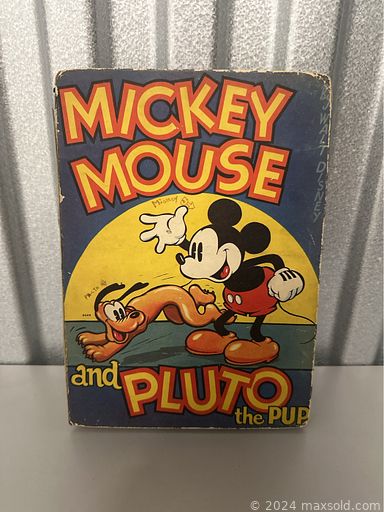 MICKEY
MOUSE
WALT DISNEY
and PLUTO
the PUP
© 2024 maxsold.com